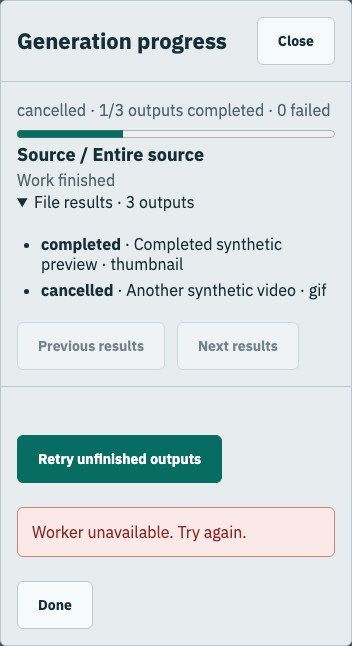 Generation progress
Close
cancelled · 1/3 outputs completed · 0 failed
Source / Entire source
Work finished
▼ File results · 3 outputs
• completed · Completed synthetic
preview · thumbnail
• cancelled · Another synthetic video · gif
Previous results
Next results
Retry unfinished outputs
Worker unavailable. Try again.
Done